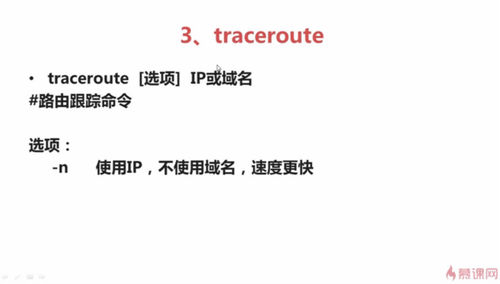 3、traceroute
• traceroute [选项] IP或域名
#路由跟踪命令
选项：
-n 使用IP，不使用域名，速度更快
慕课网